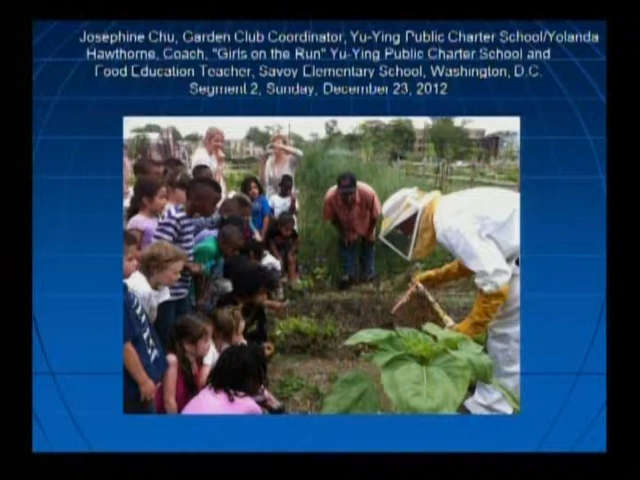 Josephine Chu, Garden Club Coordinator, Yu-Ying Public Charter School/Yolanda
Hawthorne, Coach, "Girls on the Run" Yu-Ying Public Charter School and
Food Education Teacher, Savoy Elementary School, Washington, D.C.
Segment 2, Sunday, December 23, 2012